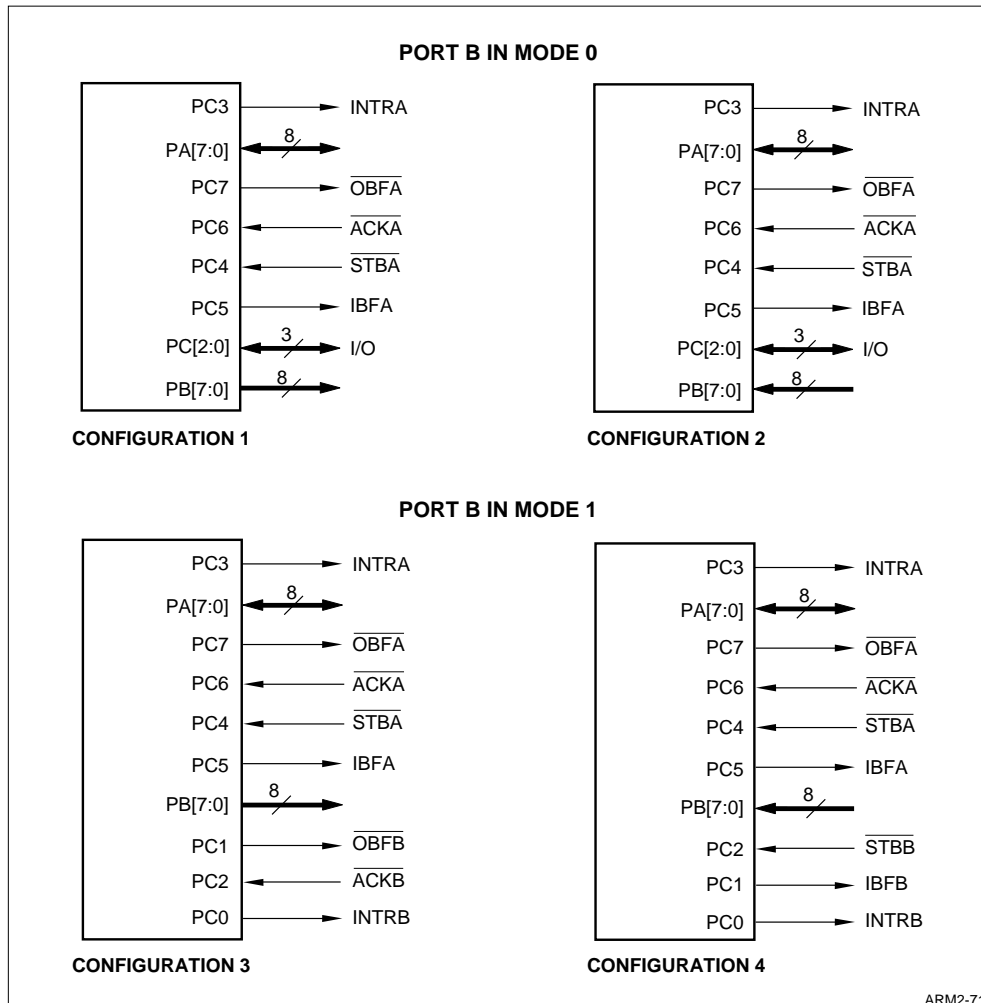 PORT B IN MODE 0
PC3 INTRA
PA[7:0] 8
PC7 OBFA
PC6 ACKA
PC4 STBA
PC5 IBFA
PC[2:0] 3 I/O
PB[7:0] 8
CONFIGURATION 1
PC3 INTRA
PA[7:0] 8
PC7 OBFA
PC6 ACKA
PC4 STBA
PC5 IBFA
PC[2:0] 3 I/O
PB[7:0] 8
CONFIGURATION 2
PORT B IN MODE 1
PC3 INTRA
PA[7:0] 8
PC7 OBFA
PC6 ACKA
PC4 STBA
PC5 IBFA
PB[7:0] 8
PC1 OBFB
PC2 ACKB
PC0 INTRB
CONFIGURATION 3
PC3 INTRA
PA[7:0] 8
PC7 OBFA
PC6 ACKA
PC4 STBA
PC5 IBFA
PB[7:0] 8
PC2 STBB
PC1 IBFB
PC0 INTRB
CONFIGURATION 4
ARM2-71